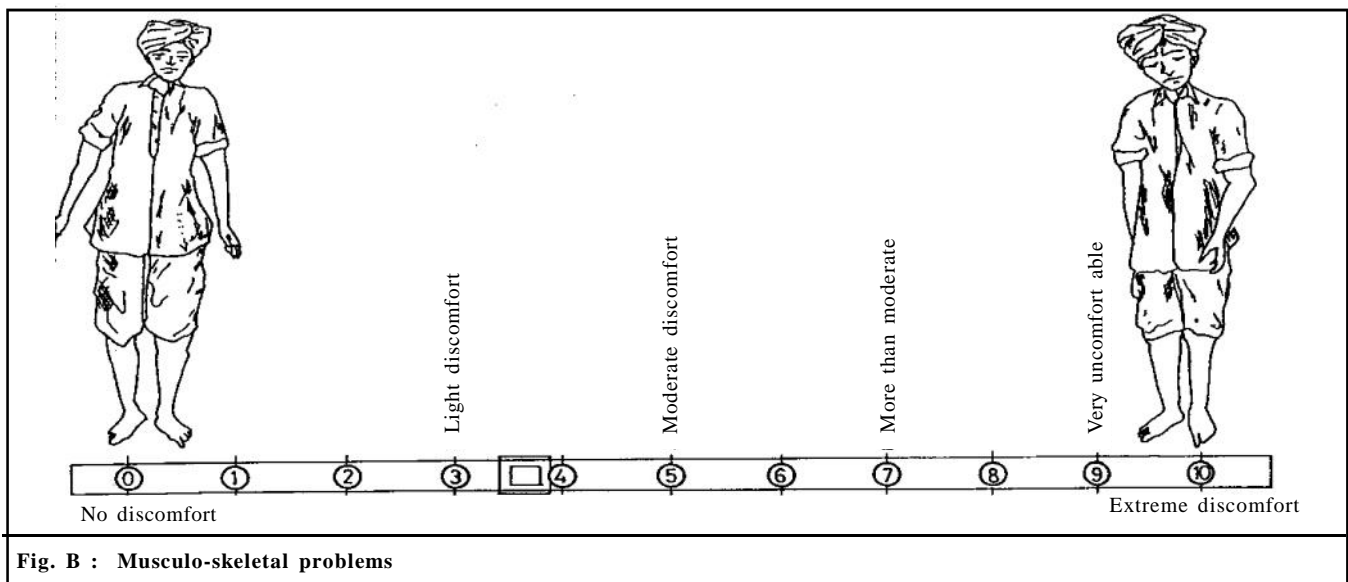 Light discomfort
Moderate discomfort
More than moderate
Very uncomfort able
0 1 2 3 4 5 6 7 8 9 10
No discomfort
Extreme discomfort
Fig. B : Musculo-skeletal problems